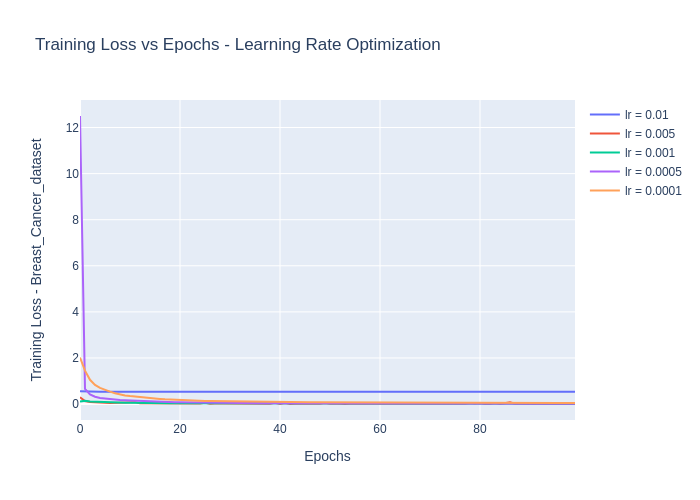 Training Loss vs Epochs - Learning Rate Optimization
Training Loss - Breast_Cancer_dataset
12
10
8
6
4
2
0
0 20 40 60 80
Epochs
lr = 0.01
lr = 0.005
lr = 0.001
lr = 0.0005
lr = 0.0001